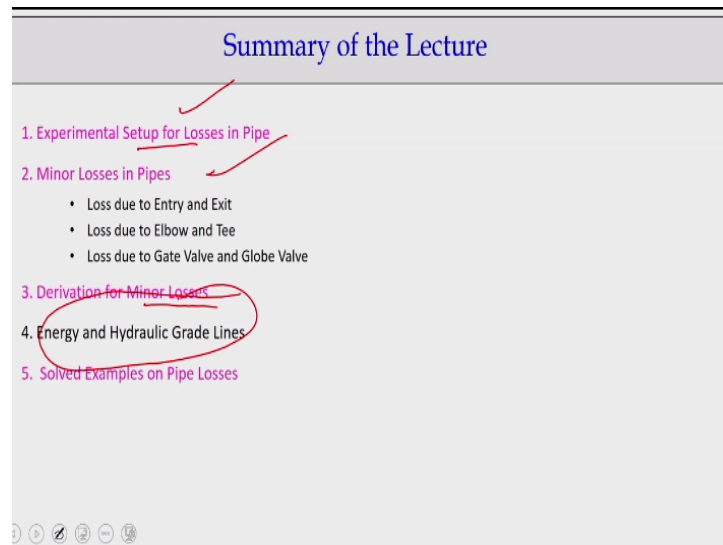 Summary of the Lecture
1. Experimental Setup for Losses in Pipe
2. Minor Losses in Pipes
• Loss due to Entry and Exit
• Loss due to Elbow and Tee
• Loss due to Gate Valve and Globe Valve
3. Derivation for Minor Losses
4. Energy and Hydraulic Grade Lines
5. Solved Examples on Pipe Losses